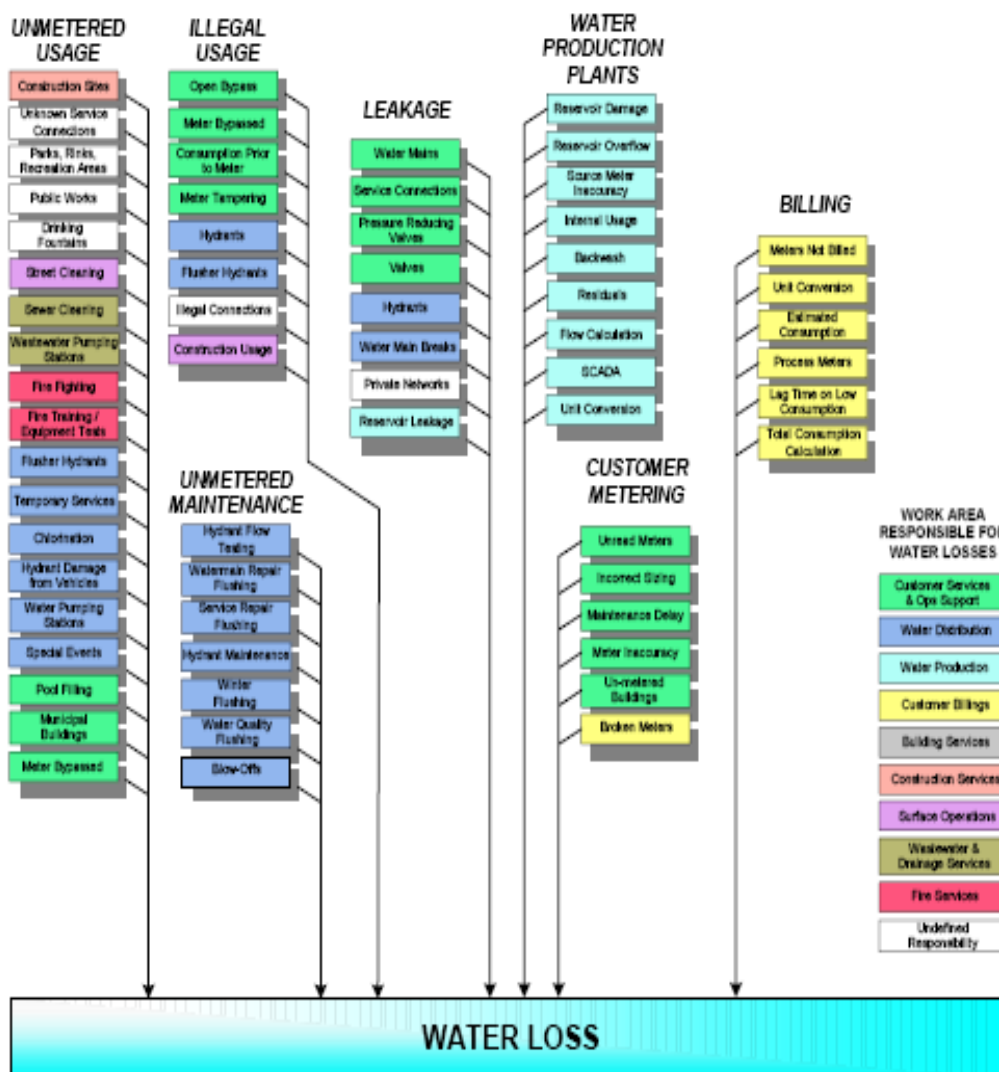 UNMETERED
USAGE
Construction Sites
Unknown Service
Connections
Parks, Rinks,
Recreation Areas
Public Works
Drinking
Fountains
Street Cleaning
Sewer Cleaning
Wastewater Pumping
Stations
Fire Fighting
Fire Training /
Equipment Tests
Flusher Hydrants
Temporary Services
Chlorination
Hydrant Damage
from Vehicles
Water Pumping
Stations
Special Events
Pool Filling
Municipal
Buildings
Meter Bypassed
ILLEGAL
USAGE
Open Bypass
Meter Bypassed
Consumption Prior
to Meter
Meter Tampering
Hydrants
Flusher Hydrants
Illegal Connections
Construction Usage
UNMETERED
MAINTENANCE
Hydrant Flow
Testing
Watermain Repair
Flushing
Service Repair
Flushing
Hydrant Maintenance
Winter
Flushing
Water Quality
Flushing
Blow-Offs
LEAKAGE
Water Mains
Service Connections
Pressure Reducing
Valves
Valves
Hydrants
Water Main Breaks
Private Networks
Reservoir Leakage
WATER
PRODUCTION
PLANTS
Reservoir Damage
Reservoir Overflow
Source Meter
Inaccuracy
Internal Usage
Backwash
Residuals
Flow Calculation
SCADA
Unit Conversion
CUSTOMER
METERING
Unread Meters
Incorrect Sizing
Maintenance Delay
Meter Inaccuracy
Un-metered
Buildings
Broken Meters
BILLING
Meters Not Billed
Unit Conversion
Estimated
Consumption
Process Meters
Lag Time on Low
Consumption
Total Consumption
Calculation
WORK AREA
RESPONSIBLE FOR
WATER LOSSES
Customer Services
& Ops Support
Water Distribution
Water Production
Customer Billings
Building Services
Construction Services
Surface Operations
Wastewater &
Drainage Services
Fire Services
Undefined
Responsibility
WATER LOSS